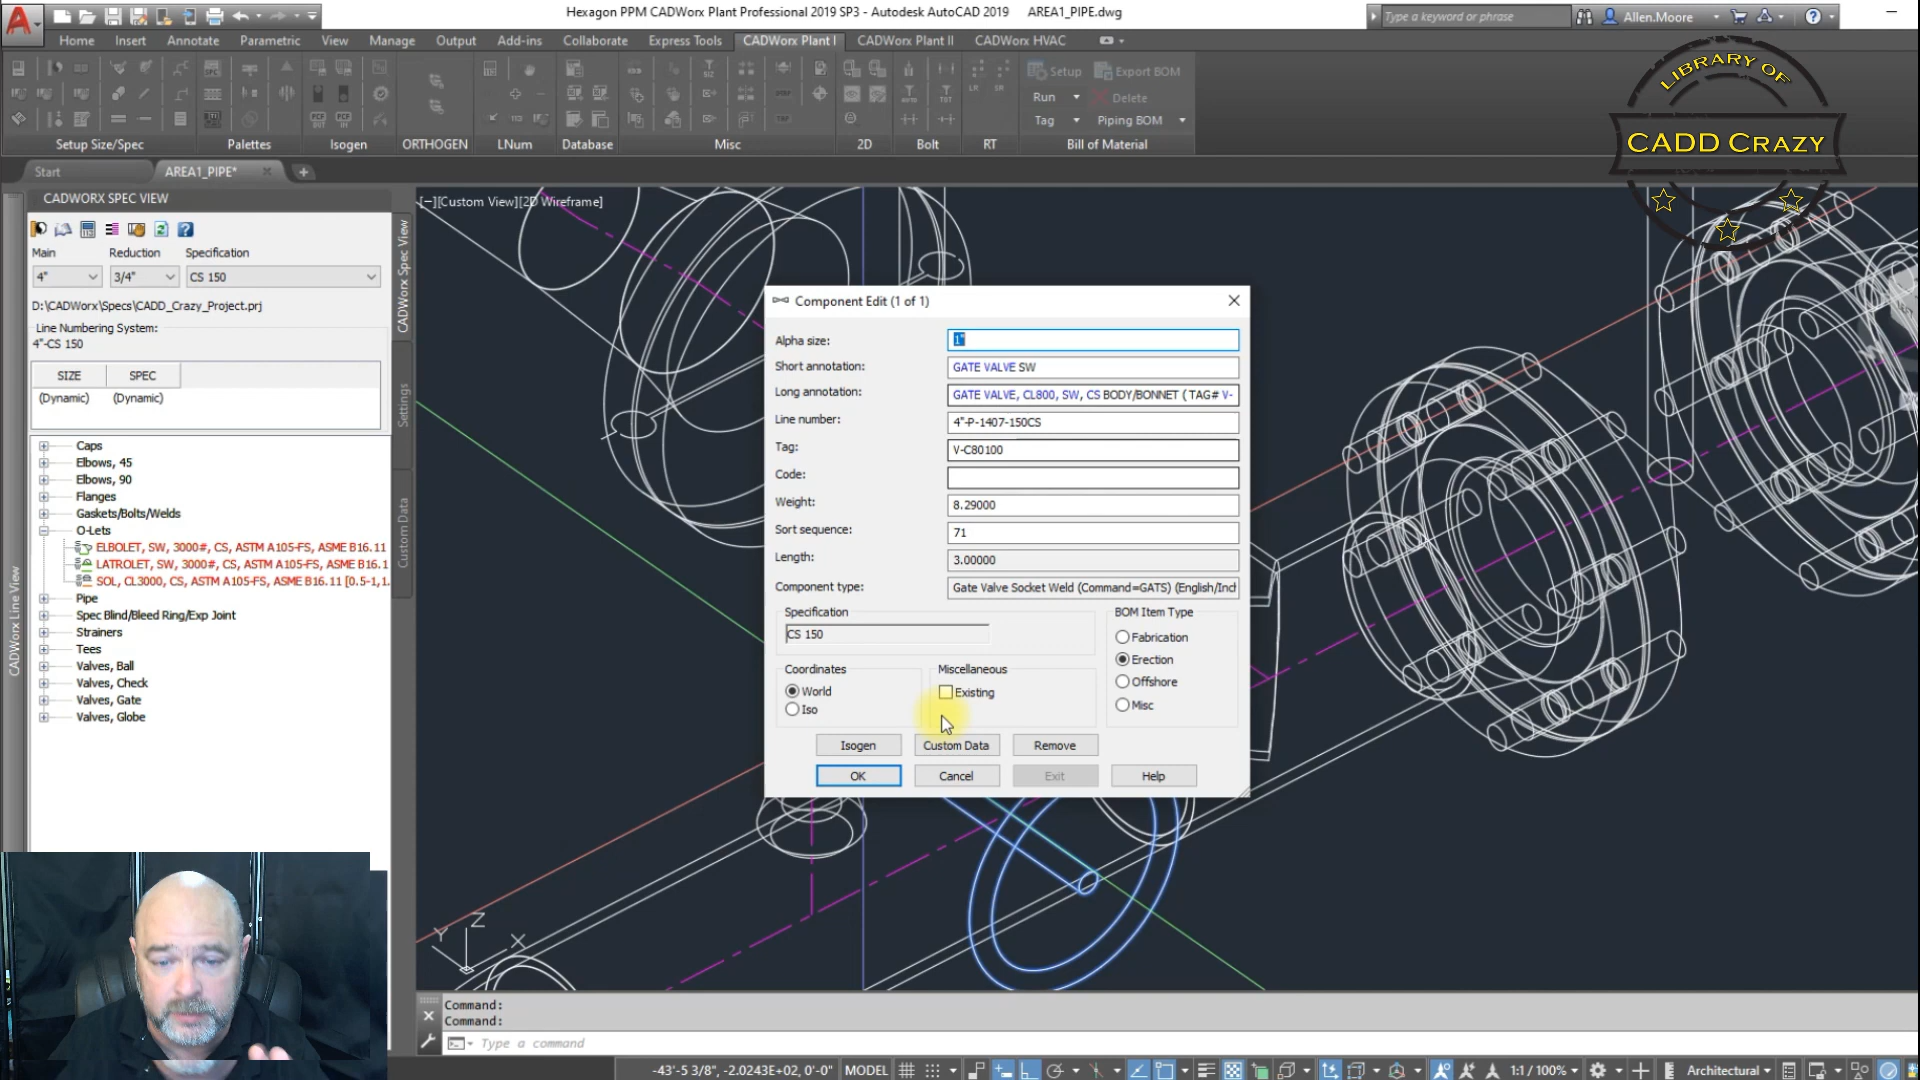 Hexagon PPM CADWorx Plant Professional 2019 SP3 - Autodesk AutoCAD 2019 AREA1_PIPE.dwg
Type a keyword or phrase
Allen.Moore
Home Insert Annotate Parametric View Manage Output Add-ins Collaborate Express Tools CADWorx Plant I CADWorx Plant II CADWorx HVAC
Setup Export BOM
Run Delete
Tag Piping BOM
Setup Size/Spec Palettes Isogen ORTHOGEN LNum Database Misc 2D Bolt RT Bill of Material
LIBRARY OF
CADD CRAZY
Start AREA1_PIPE*
CADWORX SPEC VIEW
Main Reduction Specification
4" 3/4" CS 150
D:\CADWorx\Specs\CADD_Crazy_Project.prj
Line Numbering System:
4"-CS 150
SIZE SPEC
(Dynamic) (Dynamic)
Caps
Elbows, 45
Elbows, 90
Flanges
Gaskets/Bolts/Welds
O-Lets
ELBOLET, SW, 3000#, CS, ASTM A105-FS, ASME B16.11
LATROLET, SW, 3000#, CS, ASTM A105-FS, ASME B16.1
SOL, CL3000, CS, ASTM A105-FS, ASME B16.11 [0.5-1,1.
Pipe
Spec Blind/Bleed Ring/Exp Joint
Strainers
Tees
Valves, Ball
Valves, Check
Valves, Gate
Valves, Globe
CADWorx Line View
CADWorx Spec View
Settings
Custom Data
[−][Custom View][2D Wireframe]
Component Edit (1 of 1)
Alpha size: 1"
Short annotation: GATE VALVE SW
Long annotation: GATE VALVE, CL800, SW, CS BODY/BONNET ( TAG# V-
Line number: 4"-P-1407-150CS
Tag: V-C80100
Code:
Weight: 8.29000
Sort sequence: 71
Length: 3.00000
Component type: Gate Valve Socket Weld (Command=GATS) (English/Inch
Specification
CS 150
BOM Item Type
Fabrication
Erection
Offshore
Misc
Coordinates
World
Iso
Miscellaneous
Existing
Isogen Custom Data Remove
OK Cancel Exit Help
Z
Y X
Command:
Command:
Type a command
-43'-5 3/8", -2.0243E+02, 0'-0" MODEL 1:1 / 100% Architectural